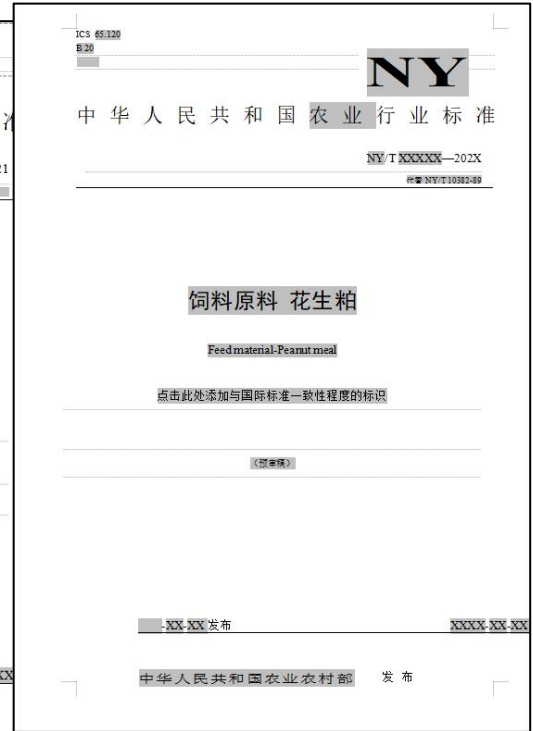 ICS 65.120
B 20
NY
中华人民共和国农业行业标准
NY/T XXXXX—202X
代替 NY/T 10382-89
饲料原料 花生粕
Feed material-Peanut meal
点击此处添加与国际标准一致性程度的标识
（预审稿）
-XX-XX 发布
XXXX-XX-XX
中华人民共和国农业农村部 发布
准
21
XX